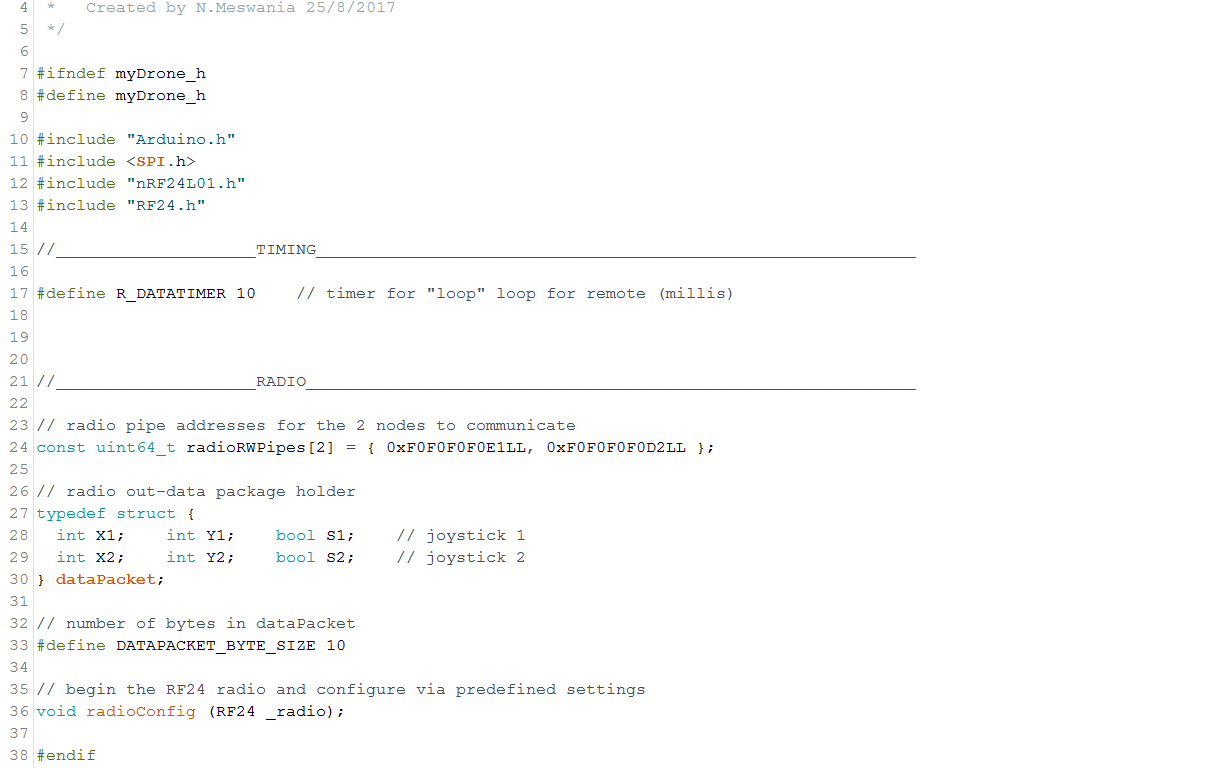 4 *   Created by N.Meswania 25/8/2017
5 */
6
7 #ifndef myDrone_h
8 #define myDrone_h
9
10 #include "Arduino.h"
11 #include <SPI.h>
12 #include "nRF24L01.h"
13 #include "RF24.h"
14
15 //____________________TIMING____________________________________________________________
16
17 #define R_DATATIMER 10    // timer for "loop" loop for remote (millis)
18
19
20
21 //____________________RADIO_____________________________________________________________
22
23 // radio pipe addresses for the 2 nodes to communicate
24 const uint64_t radioRWPipes[2] = { 0xF0F0F0F0E1LL, 0xF0F0F0F0D2LL };
25
26 // radio out-data package holder
27 typedef struct {
28   int X1;    int Y1;    bool S1;    // joystick 1
29   int X2;    int Y2;    bool S2;    // joystick 2
30 } dataPacket;
31
32 // number of bytes in dataPacket
33 #define DATAPACKET_BYTE_SIZE 10
34
35 // begin the RF24 radio and configure via predefined settings
36 void radioConfig (RF24 _radio);
37
38 #endif